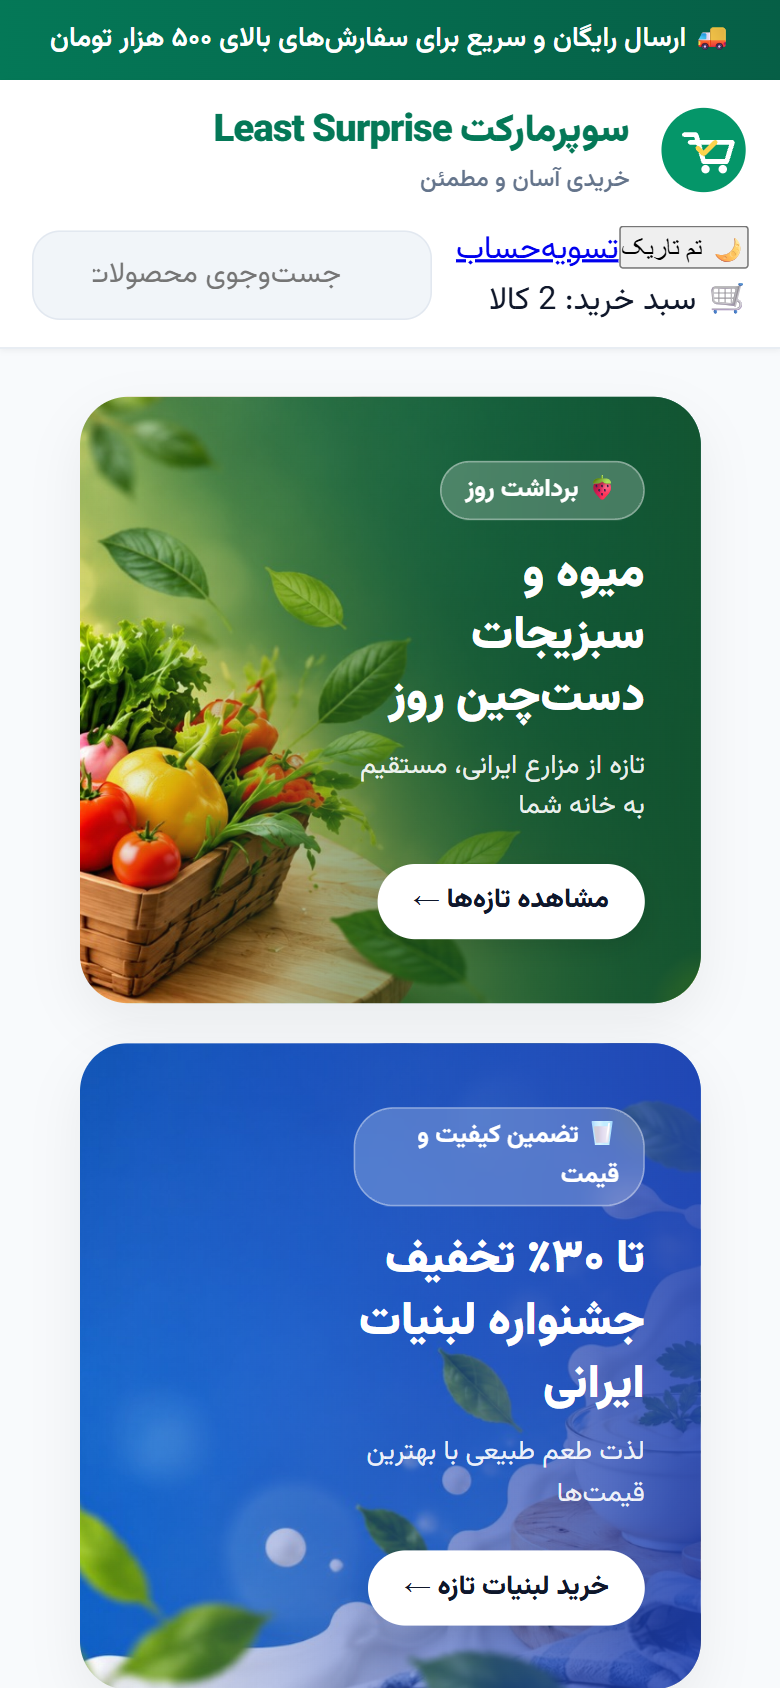 🚚 ارسال رایگان و سریع برای سفارش‌های بالای ۵۰۰ هزار تومان
سوپرمارکت Least Surprise
خریدی آسان و مطمئن
🌙 تم تاریک
تسویه‌حساب
جست‌وجوی محصولات
🛒 سبد خرید: 2 کالا
🍓 برداشت روز
میوه و
سبزیجات
دست‌چین روز
تازه از مزارع ایرانی، مستقیم
به خانه شما
مشاهده تازه‌ها ←
🥛 تضمین کیفیت و
قیمت
تا ۳۰٪ تخفیف
جشنواره لبنیات
ایرانی
لذت طعم طبیعی با بهترین
قیمت‌ها
خرید لبنیات تازه ←